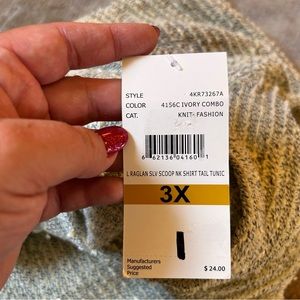 STYLE 4KR73267A
COLOR 4156C IVORY COMBO
CAT. KNIT- FASHION
6 62136 04160 1
L RAGLAN SLV SCOOP NK SHIRT TAIL TUNIC
3X
Manufacturers
Suggested
Price $ 24.00